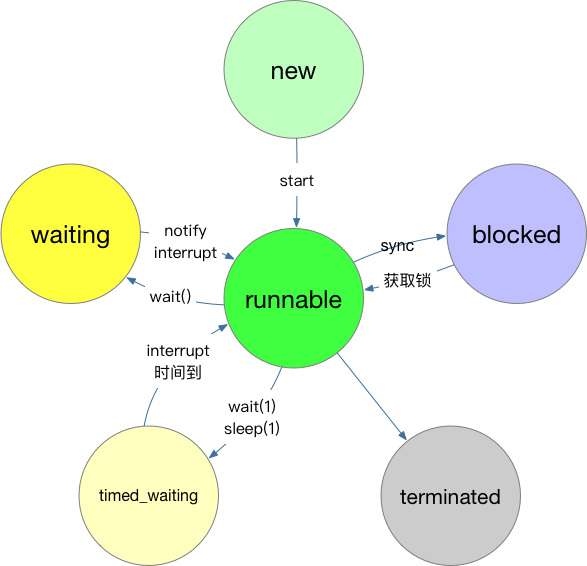 new
start
waiting
notify
interrupt
sync
blocked
获取锁
wait()
runnable
interrupt
时间到
wait(1)
sleep(1)
timed_waiting
terminated